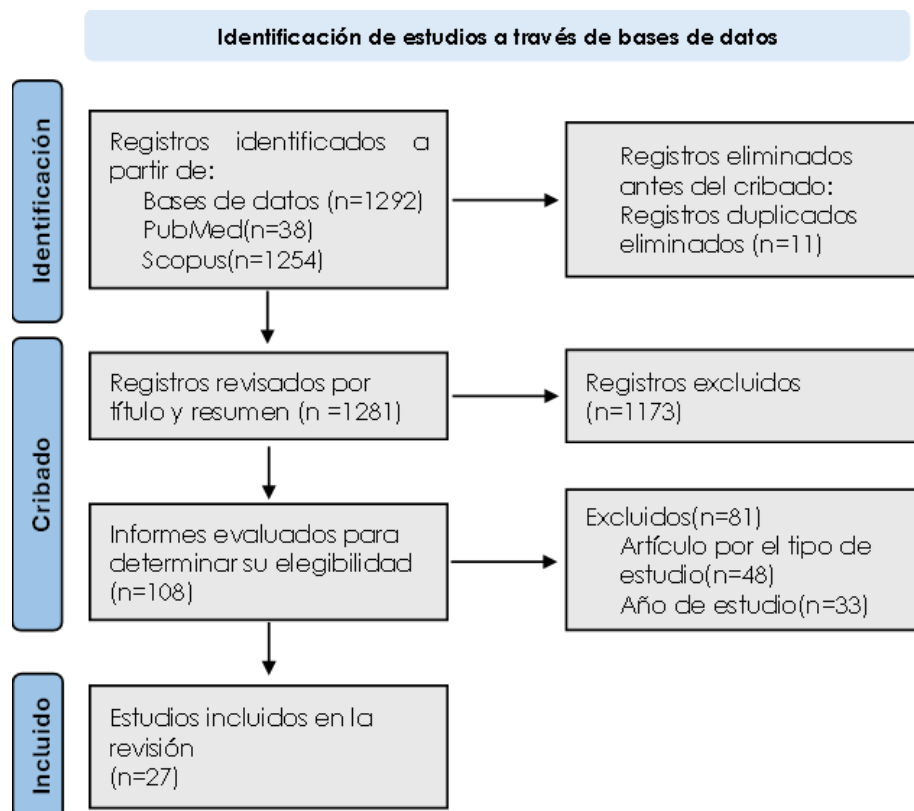 Identificación de estudios a través de bases de datos
Identificación
Registros identificados a
partir de:
Bases de datos (n=1292)
PubMed(n=38)
Scopus(n=1254)
Registros eliminados
antes del cribado:
Registros duplicados
eliminados (n=11)
Cribado
Registros revisados por
título y resumen (n =1281)
Registros excluidos
(n=1173)
Informes evaluados para
determinar su elegibilidad
(n=108)
Excluidos(n=81)
Artículo por el tipo de
estudio(n=48)
Año de estudio(n=33)
Incluido
Estudios incluidos en la
revisión
(n=27)